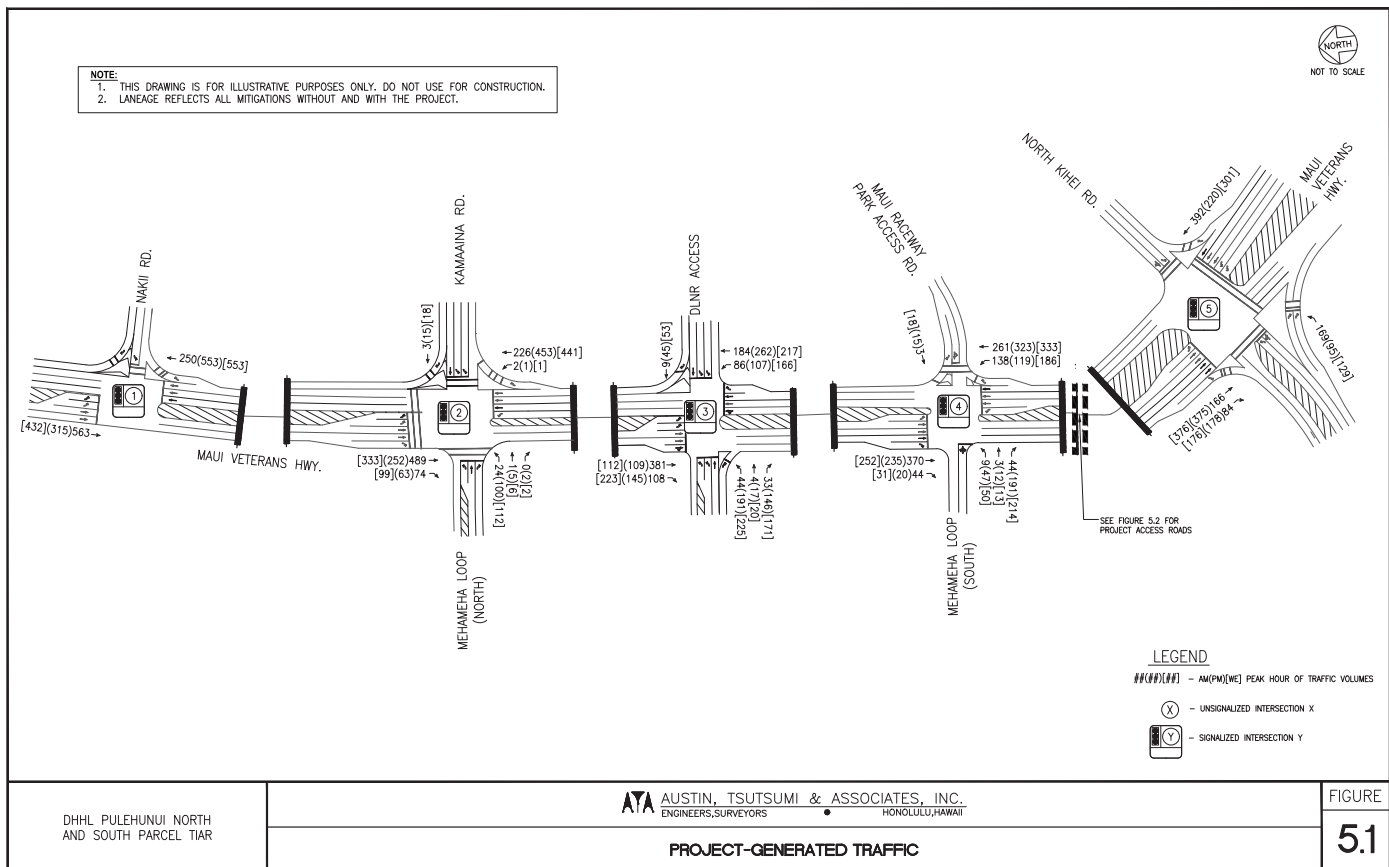 NORTH
NOT TO SCALE
NOTE:
1. THIS DRAWING IS FOR ILLUSTRATIVE PURPOSES ONLY. DO NOT USE FOR CONSTRUCTION.
2. LANEAGE REFLECTS ALL MITIGATIONS WITHOUT AND WITH THE PROJECT.
NAKII RD.
250(553)[553]
1
[432](315)563
MAUI VETERANS HWY.
KAMAAINA RD.
3(15)[18]
226(453)[441]
2(1)[1]
2
[333](252)489
[99](63)74
24(100)[112]
1(5)[6]
0(2)[2]
MEHAMEHA LOOP
(NORTH)
DLNR ACCESS
9(45)[53]
184(262)[217]
86(107)[166]
3
[112](109)381
[223](145)108
44(191)[225]
4(17)[20]
33(146)[171]
MAUI RACEWAY
PARK ACCESS RD.
[18](15)3
261(323)[333]
138(119)[186]
4
[252](235)370
[31](20)44
9(47)[50]
3(12)[13]
44(191)[214]
MEHAMEHA LOOP
(SOUTH)
SEE FIGURE 5.2 FOR
PROJECT ACCESS ROADS
NORTH KIHEI RD.
392(220)[301]
MAUI
VETERANS
HWY.
5
169(95)[129]
[376](375)166
[176](178)84
LEGEND
##(##)[##] - AM(PM)[WE] PEAK HOUR OF TRAFFIC VOLUMES
X - UNSIGNALIZED INTERSECTION X
Y - SIGNALIZED INTERSECTION Y
DHHL PULEHUNUI NORTH
AND SOUTH PARCEL TIAR
ATA AUSTIN, TSUTSUMI & ASSOCIATES, INC.
ENGINEERS,SURVEYORS • HONOLULU,HAWAII
PROJECT-GENERATED TRAFFIC
FIGURE
5.1